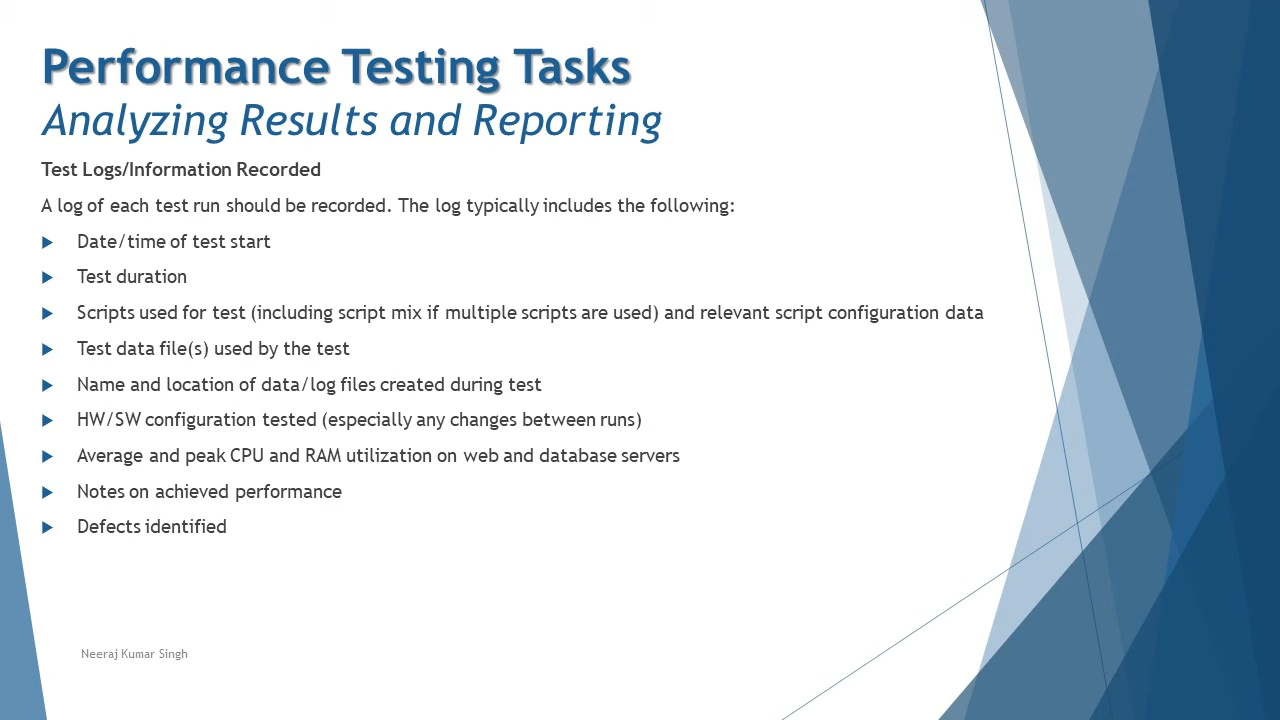 Performance Testing Tasks
Analyzing Results and Reporting
Test Logs/Information Recorded
A log of each test run should be recorded. The log typically includes the following:
Date/time of test start
Test duration
Scripts used for test (including script mix if multiple scripts are used) and relevant script configuration data
Test data file(s) used by the test
Name and location of data/log files created during test
HW/SW configuration tested (especially any changes between runs)
Average and peak CPU and RAM utilization on web and database servers
Notes on achieved performance
Defects identified
Neeraj Kumar Singh